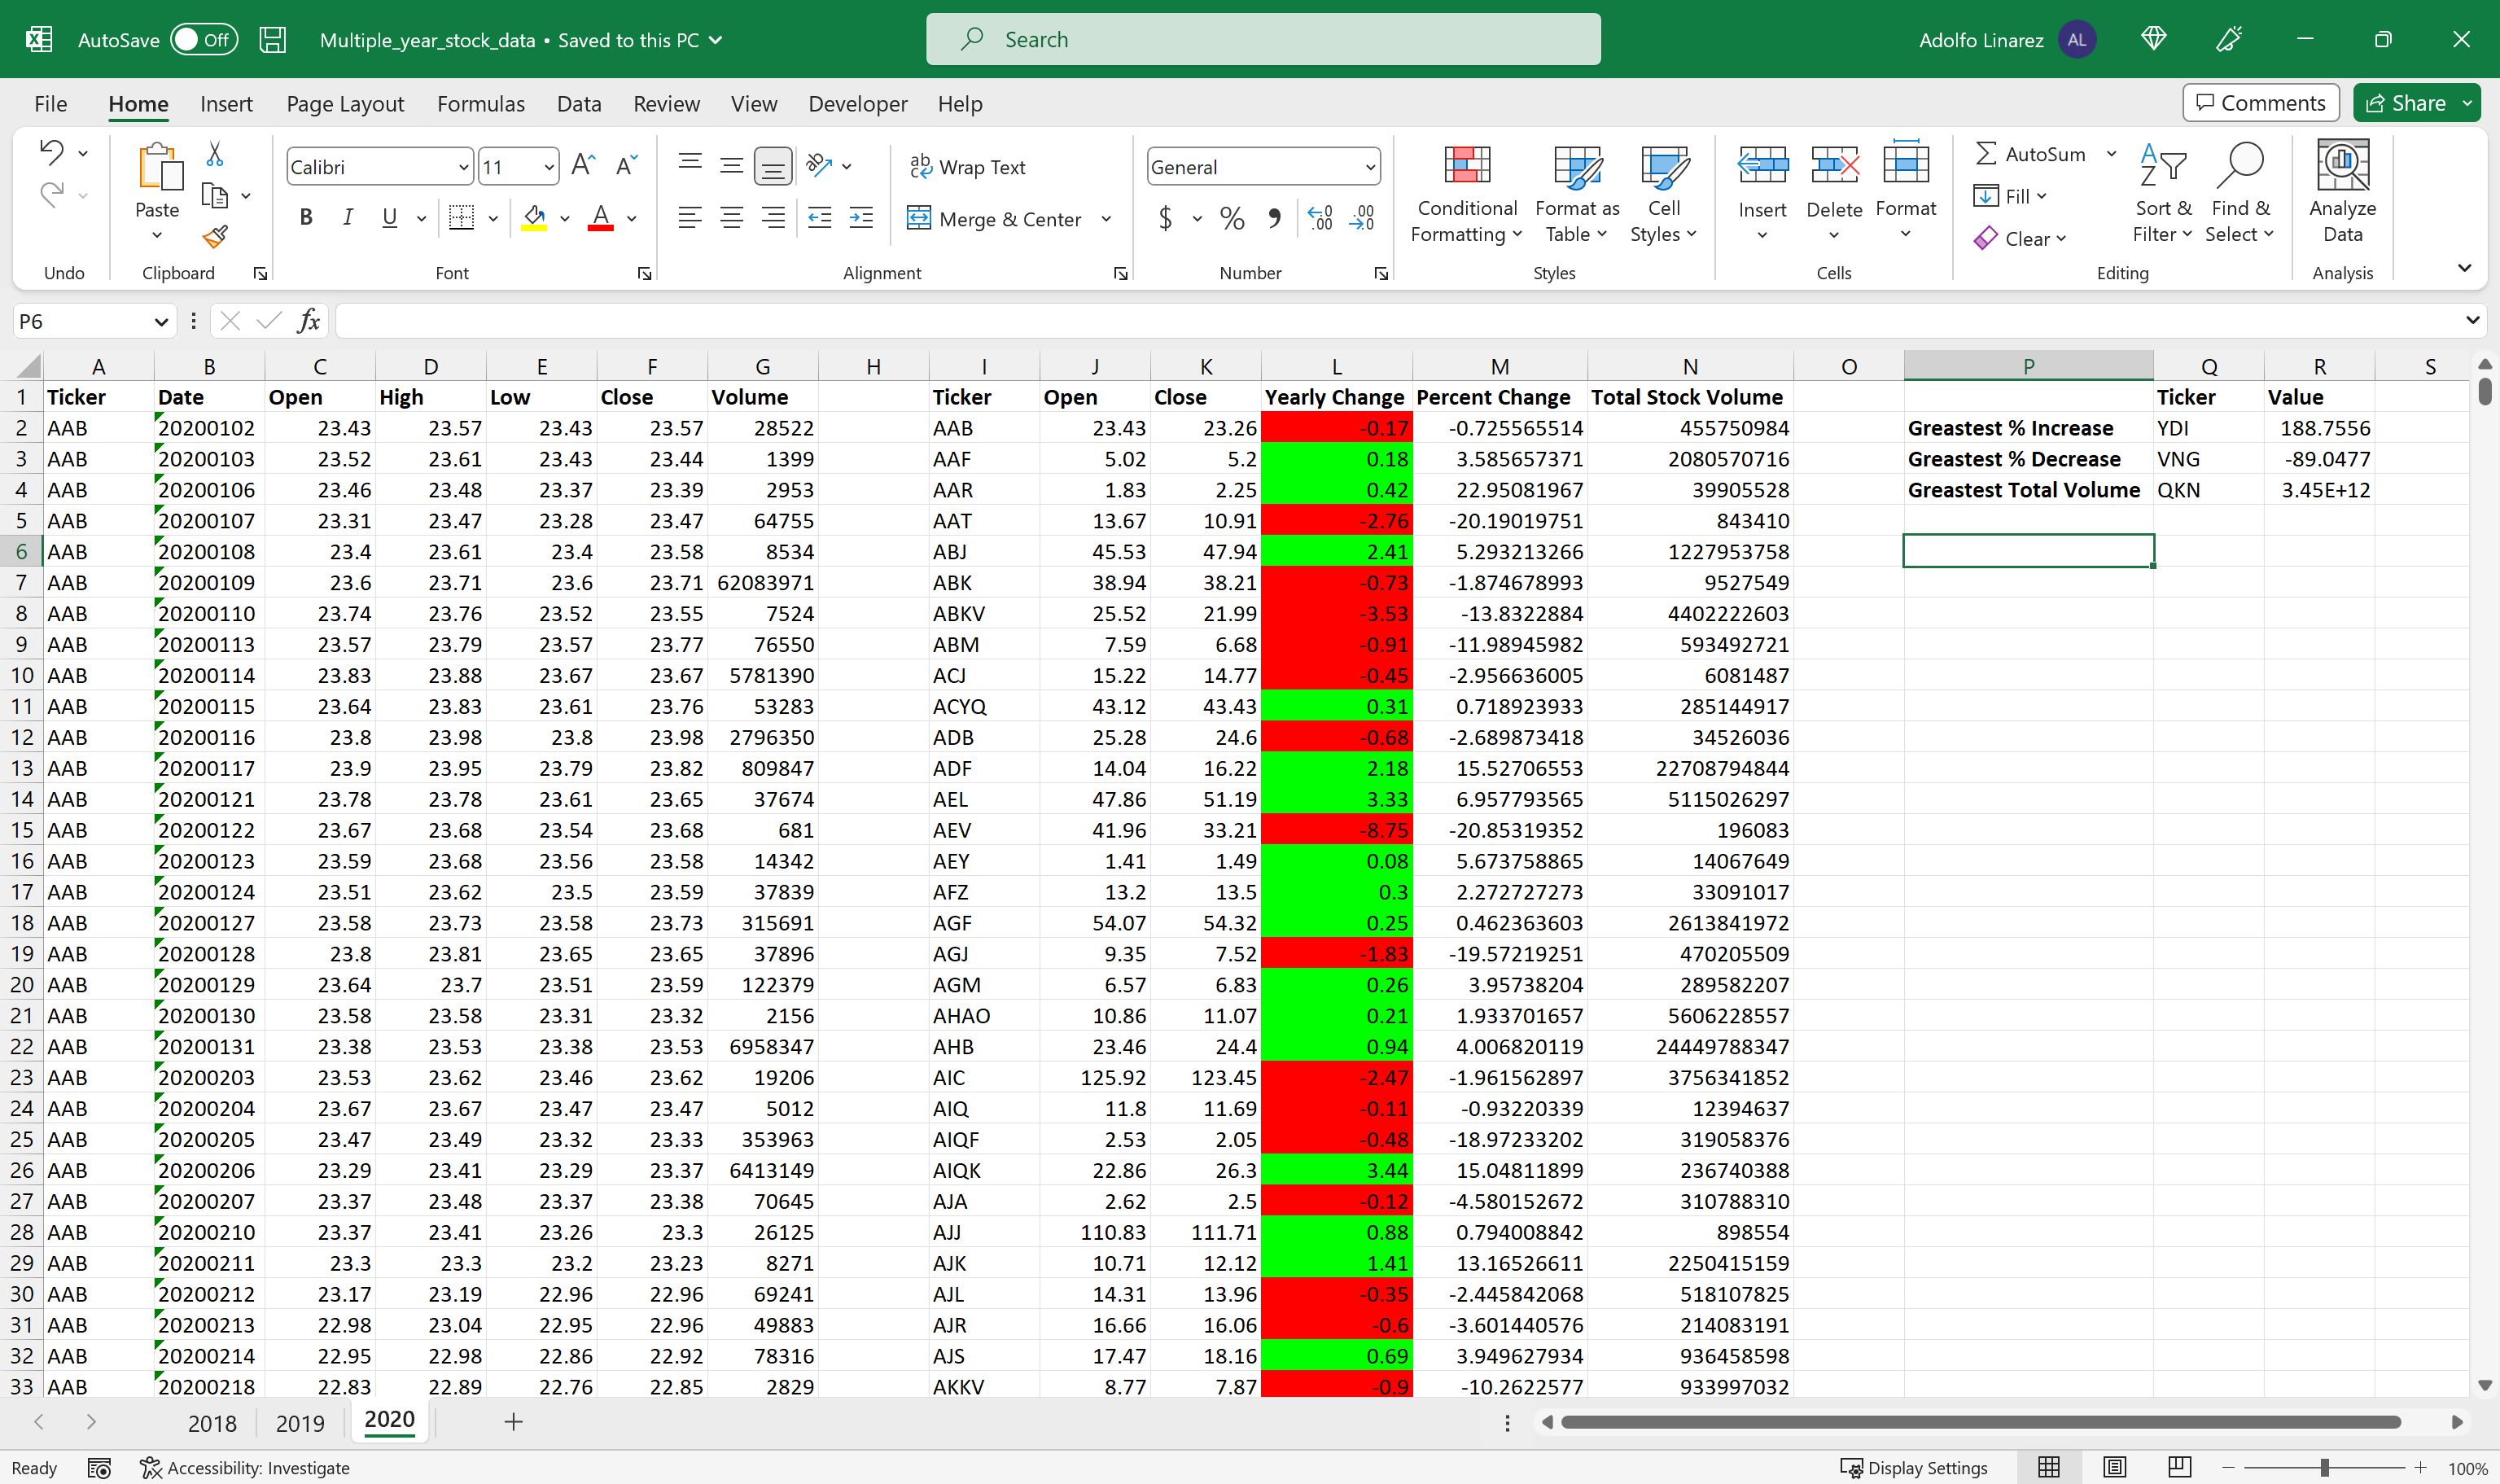 AutoSave Off Multiple_year_stock_data • Saved to this PC Search Adolfo Linarez AL
File Home Insert Page Layout Formulas Data Review View Developer Help Comments Share
Paste Calibri 11 Wrap Text General Conditional Formatting Format as Table Cell Styles Insert Delete Format AutoSum Sort & Filter Find & Select Analyze Data
B I U A Merge & Center $ % Fill
Clear
Undo Clipboard Font Alignment Number Styles Cells Editing Analysis
P6 fx
A B C D E F G H I J K L M N O P Q R S
1 Ticker Date Open High Low Close Volume Ticker Open Close Yearly Change Percent Change Total Stock Volume Ticker Value
2 AAB 20200102 23.43 23.57 23.43 23.57 28522 AAB 23.43 23.26 -0.17 -0.725565514 455750984 Greastest % Increase YDI 188.7556
3 AAB 20200103 23.52 23.61 23.43 23.44 1399 AAF 5.02 5.2 0.18 3.585657371 2080570716 Greastest % Decrease VNG -89.0477
4 AAB 20200106 23.46 23.48 23.37 23.39 2953 AAR 1.83 2.25 0.42 22.95081967 39905528 Greastest Total Volume QKN 3.45E+12
5 AAB 20200107 23.31 23.47 23.28 23.47 64755 AAT 13.67 10.91 -2.76 -20.19019751 843410
6 AAB 20200108 23.4 23.61 23.4 23.58 8534 ABJ 45.53 47.94 2.41 5.293213266 1227953758
7 AAB 20200109 23.6 23.71 23.6 23.71 62083971 ABK 38.94 38.21 -0.73 -1.874678993 9527549
8 AAB 20200110 23.74 23.76 23.52 23.55 7524 ABKV 25.52 21.99 -3.53 -13.8322884 4402222603
9 AAB 20200113 23.57 23.79 23.57 23.77 76550 ABM 7.59 6.68 -0.91 -11.98945982 593492721
10 AAB 20200114 23.83 23.88 23.67 23.67 5781390 ACJ 15.22 14.77 -0.45 -2.956636005 6081487
11 AAB 20200115 23.64 23.83 23.61 23.76 53283 ACYQ 43.12 43.43 0.31 0.718923933 285144917
12 AAB 20200116 23.8 23.98 23.8 23.98 2796350 ADB 25.28 24.6 -0.68 -2.689873418 34526036
13 AAB 20200117 23.9 23.95 23.79 23.82 809847 ADF 14.04 16.22 2.18 15.52706553 22708794844
14 AAB 20200121 23.78 23.78 23.61 23.65 37674 AEL 47.86 51.19 3.33 6.957793565 5115026297
15 AAB 20200122 23.67 23.68 23.54 23.68 681 AEV 41.96 33.21 -8.75 -20.85319352 196083
16 AAB 20200123 23.59 23.68 23.56 23.58 14342 AEY 1.41 1.49 0.08 5.673758865 14067649
17 AAB 20200124 23.51 23.62 23.5 23.59 37839 AFZ 13.2 13.5 0.3 2.272727273 33091017
18 AAB 20200127 23.58 23.73 23.58 23.73 315691 AGF 54.07 54.32 0.25 0.462363603 2613841972
19 AAB 20200128 23.8 23.81 23.65 23.65 37896 AGJ 9.35 7.52 -1.83 -19.57219251 470205509
20 AAB 20200129 23.64 23.7 23.51 23.59 122379 AGM 6.57 6.83 0.26 3.95738204 289582207
21 AAB 20200130 23.58 23.58 23.31 23.32 2156 AHAO 10.86 11.07 0.21 1.933701657 5606228557
22 AAB 20200131 23.38 23.53 23.38 23.53 6958347 AHB 23.46 24.4 0.94 4.006820119 24449788347
23 AAB 20200203 23.53 23.62 23.46 23.62 19206 AIC 125.92 123.45 -2.47 -1.961562897 3756341852
24 AAB 20200204 23.67 23.67 23.47 23.47 5012 AIQ 11.8 11.69 -0.11 -0.93220339 12394637
25 AAB 20200205 23.47 23.49 23.32 23.33 353963 AIQF 2.53 2.05 -0.48 -18.97233202 319058376
26 AAB 20200206 23.29 23.41 23.29 23.37 6413149 AIQK 22.86 26.3 3.44 15.04811899 236740388
27 AAB 20200207 23.37 23.48 23.37 23.38 70645 AJA 2.62 2.5 -0.12 -4.580152672 310788310
28 AAB 20200210 23.37 23.41 23.26 23.3 26125 AJJ 110.83 111.71 0.88 0.794008842 898554
29 AAB 20200211 23.3 23.3 23.2 23.23 8271 AJK 10.71 12.12 1.41 13.16526611 2250415159
30 AAB 20200212 23.17 23.19 22.96 22.96 69241 AJL 14.31 13.96 -0.35 -2.445842068 518107825
31 AAB 20200213 22.98 23.04 22.95 22.96 49883 AJR 16.66 16.06 -0.6 -3.601440576 214083191
32 AAB 20200214 22.95 22.98 22.86 22.92 78316 AJS 17.47 18.16 0.69 3.949627934 936458598
33 AAB 20200218 22.83 22.89 22.76 22.85 2829 AKKV 8.77 7.87 -0.9 -10.2622577 933997032
2018 2019 2020
Ready Accessibility: Investigate Display Settings 100%